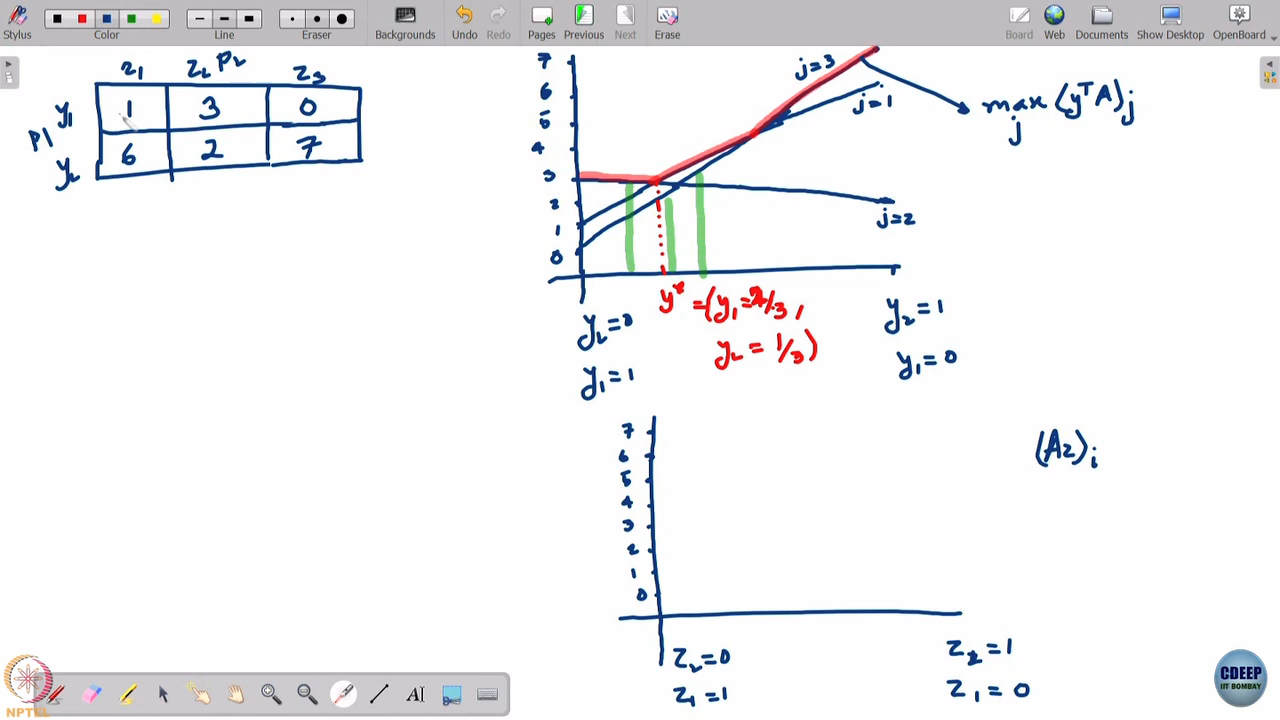 Stylus Color Line Eraser Backgrounds Undo Redo Pages Previous Next Erase Board Web Documents Show Desktop OpenBoard
z₁ z₂ P2 z₃
P1 y₁ 1 3 0
y₂ 6 2 7
7
6
5
4
3
2
1
0
j=3
j=1
j=2
max (yᵀA)j
j
y* = (y₁ = 2/3 ,
y₂ = 1/3)
y₂=0
y₁=1
y₂=1
y₁=0
7
6
5
4
3
2
1
0
(Az)i
z₂=0
z₁=1
z₂=1
z₁=0
NPTEL
CDEEP
IIT BOMBAY